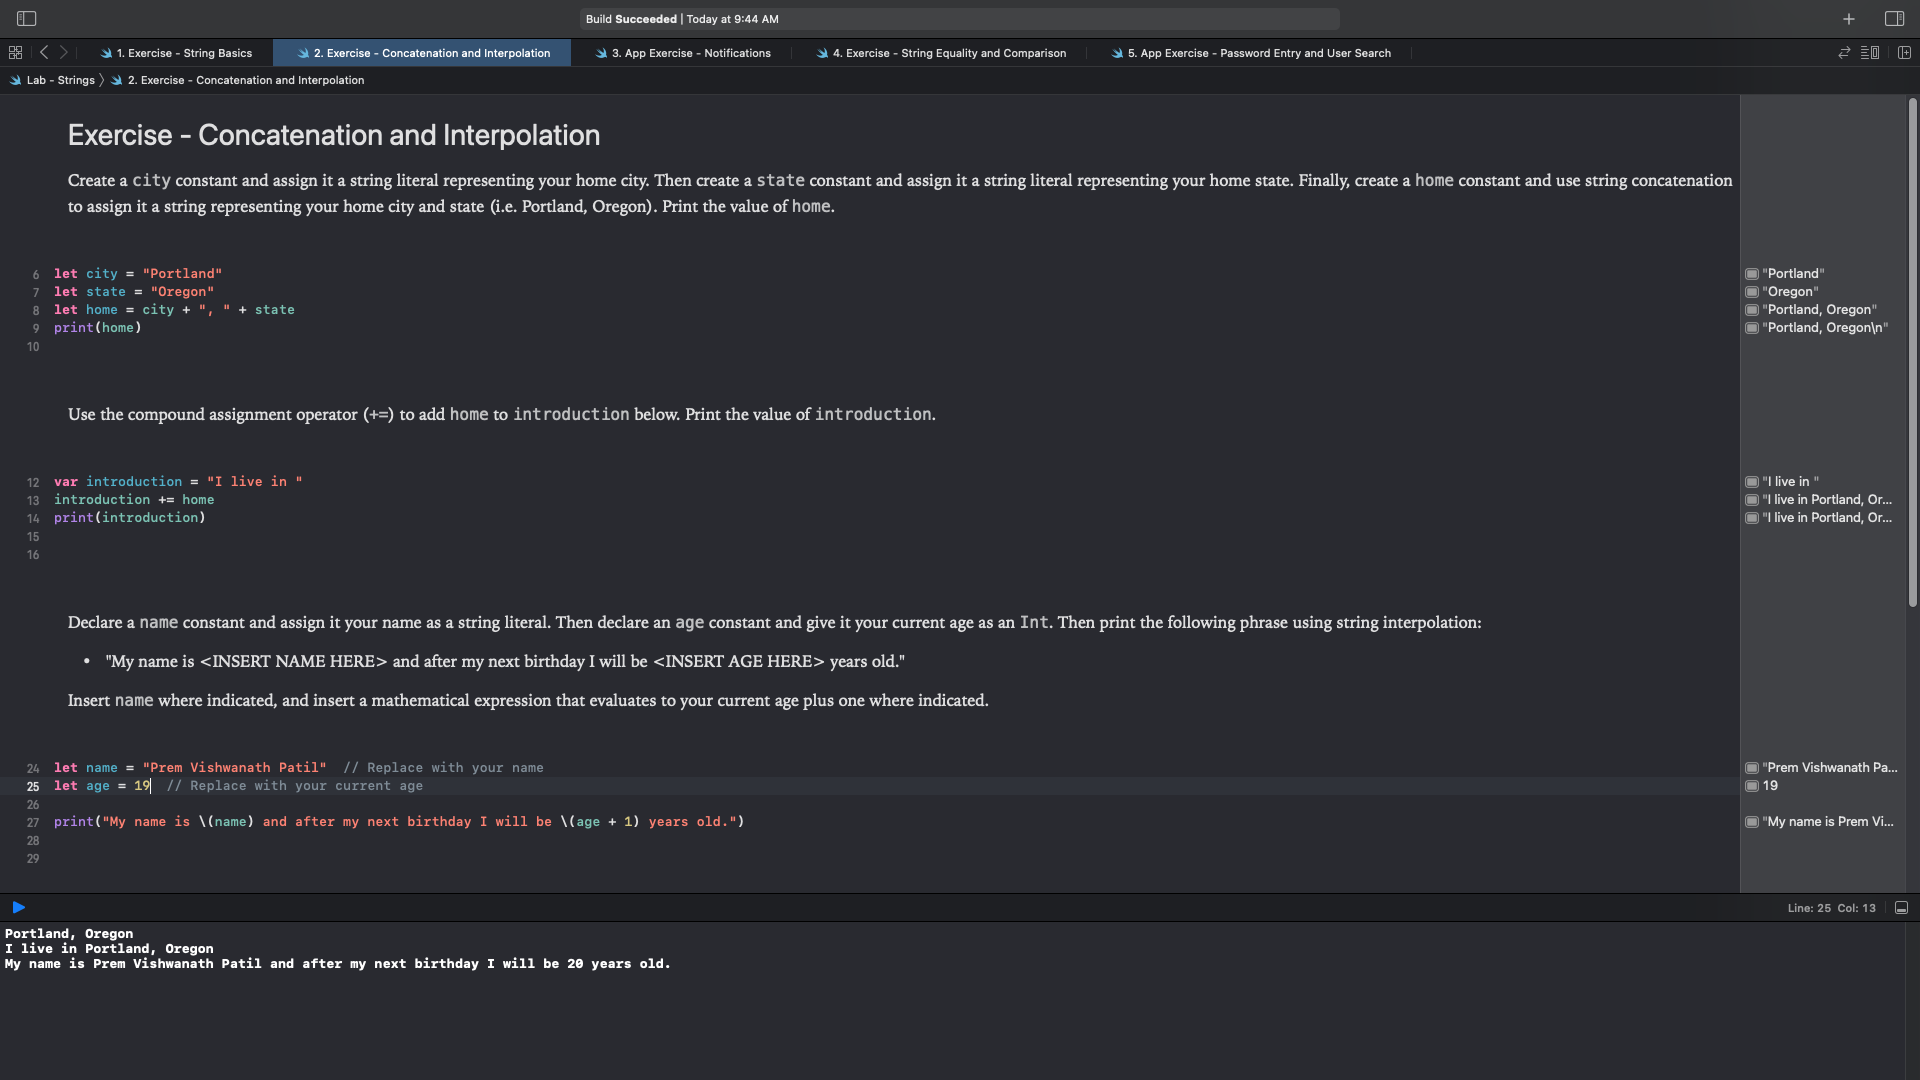 Build Succeeded | Today at 9:44 AM
1. Exercise - String Basics
2. Exercise - Concatenation and Interpolation
3. App Exercise - Notifications
4. Exercise - String Equality and Comparison
5. App Exercise - Password Entry and User Search
Lab - Strings
2. Exercise - Concatenation and Interpolation
Exercise - Concatenation and Interpolation
Create a city constant and assign it a string literal representing your home city. Then create a state constant and assign it a string literal representing your home state. Finally, create a home constant and use string concatenation
to assign it a string representing your home city and state (i.e. Portland, Oregon). Print the value of home.
6 let city = "Portland" "Portland"
7 let state = "Oregon" "Oregon"
8 let home = city + ", " + state "Portland, Oregon"
9 print(home) "Portland, Oregon\n"
10
Use the compound assignment operator (+=) to add home to introduction below. Print the value of introduction.
12 var introduction = "I live in " "I live in "
13 introduction += home "I live in Portland, Or...
14 print(introduction) "I live in Portland, Or...
15
16
Declare a name constant and assign it your name as a string literal. Then declare an age constant and give it your current age as an Int. Then print the following phrase using string interpolation:
• "My name is <INSERT NAME HERE> and after my next birthday I will be <INSERT AGE HERE> years old."
Insert name where indicated, and insert a mathematical expression that evaluates to your current age plus one where indicated.
24 let name = "Prem Vishwanath Patil"  // Replace with your name "Prem Vishwanath Pa...
25 let age = 19  // Replace with your current age 19
26
27 print("My name is \(name) and after my next birthday I will be \(age + 1) years old.") "My name is Prem Vi...
28
29
Line: 25 Col: 13
Portland, Oregon
I live in Portland, Oregon
My name is Prem Vishwanath Patil and after my next birthday I will be 20 years old.